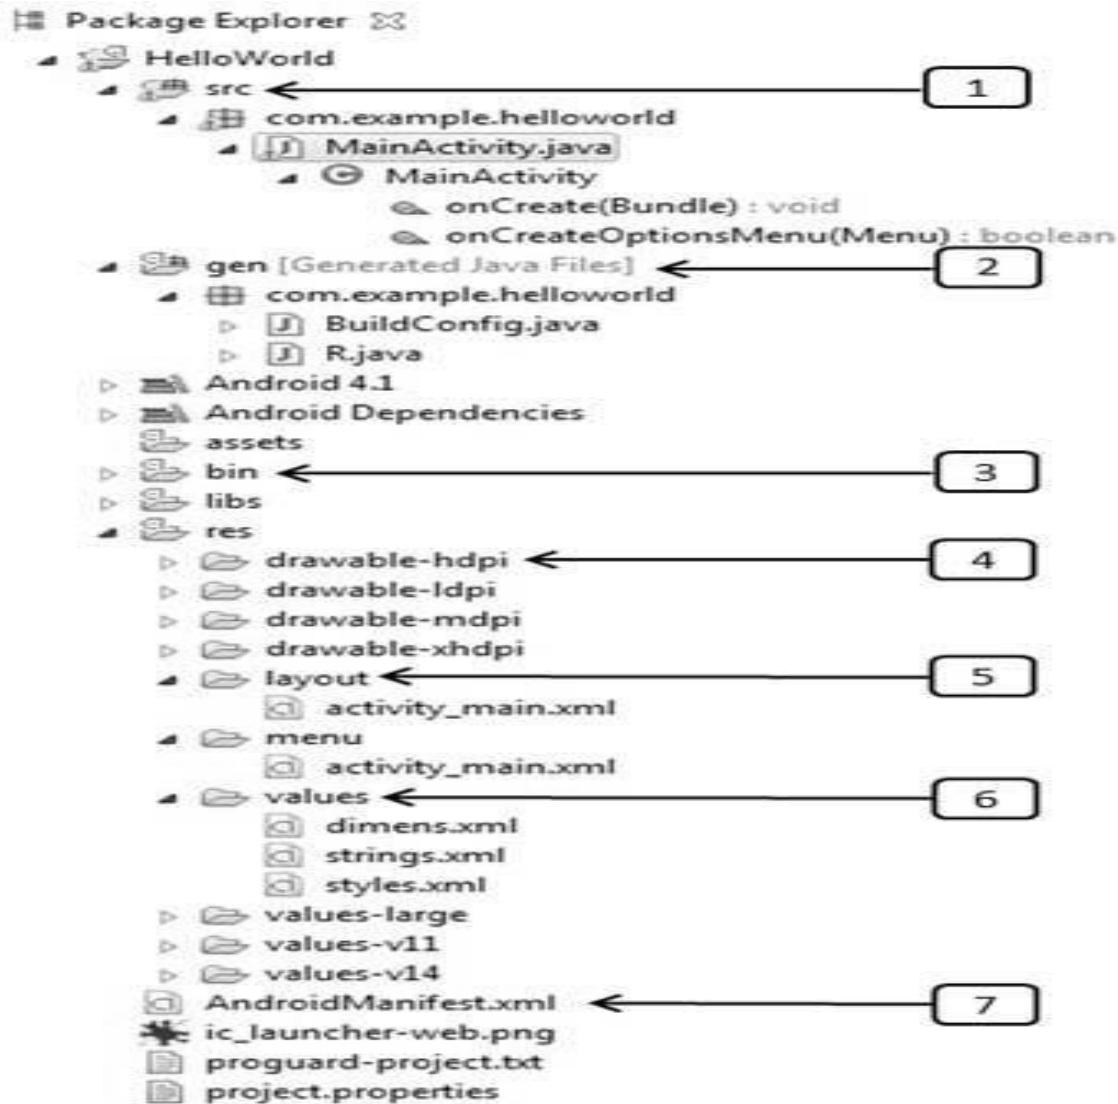 Package Explorer
HelloWorld
src
1
com.example.helloworld
MainActivity.java
MainActivity
onCreate(Bundle) : void
onCreateOptionsMenu(Menu) : boolean
gen [Generated Java Files]
2
com.example.helloworld
BuildConfig.java
R.java
Android 4.1
Android Dependencies
assets
bin
3
libs
res
drawable-hdpi
4
drawable-ldpi
drawable-mdpi
drawable-xhdpi
layout
5
activity_main.xml
menu
activity_main.xml
values
6
dimens.xml
strings.xml
styles.xml
values-large
values-v11
values-v14
AndroidManifest.xml
7
ic_launcher-web.png
proguard-project.txt
project.properties